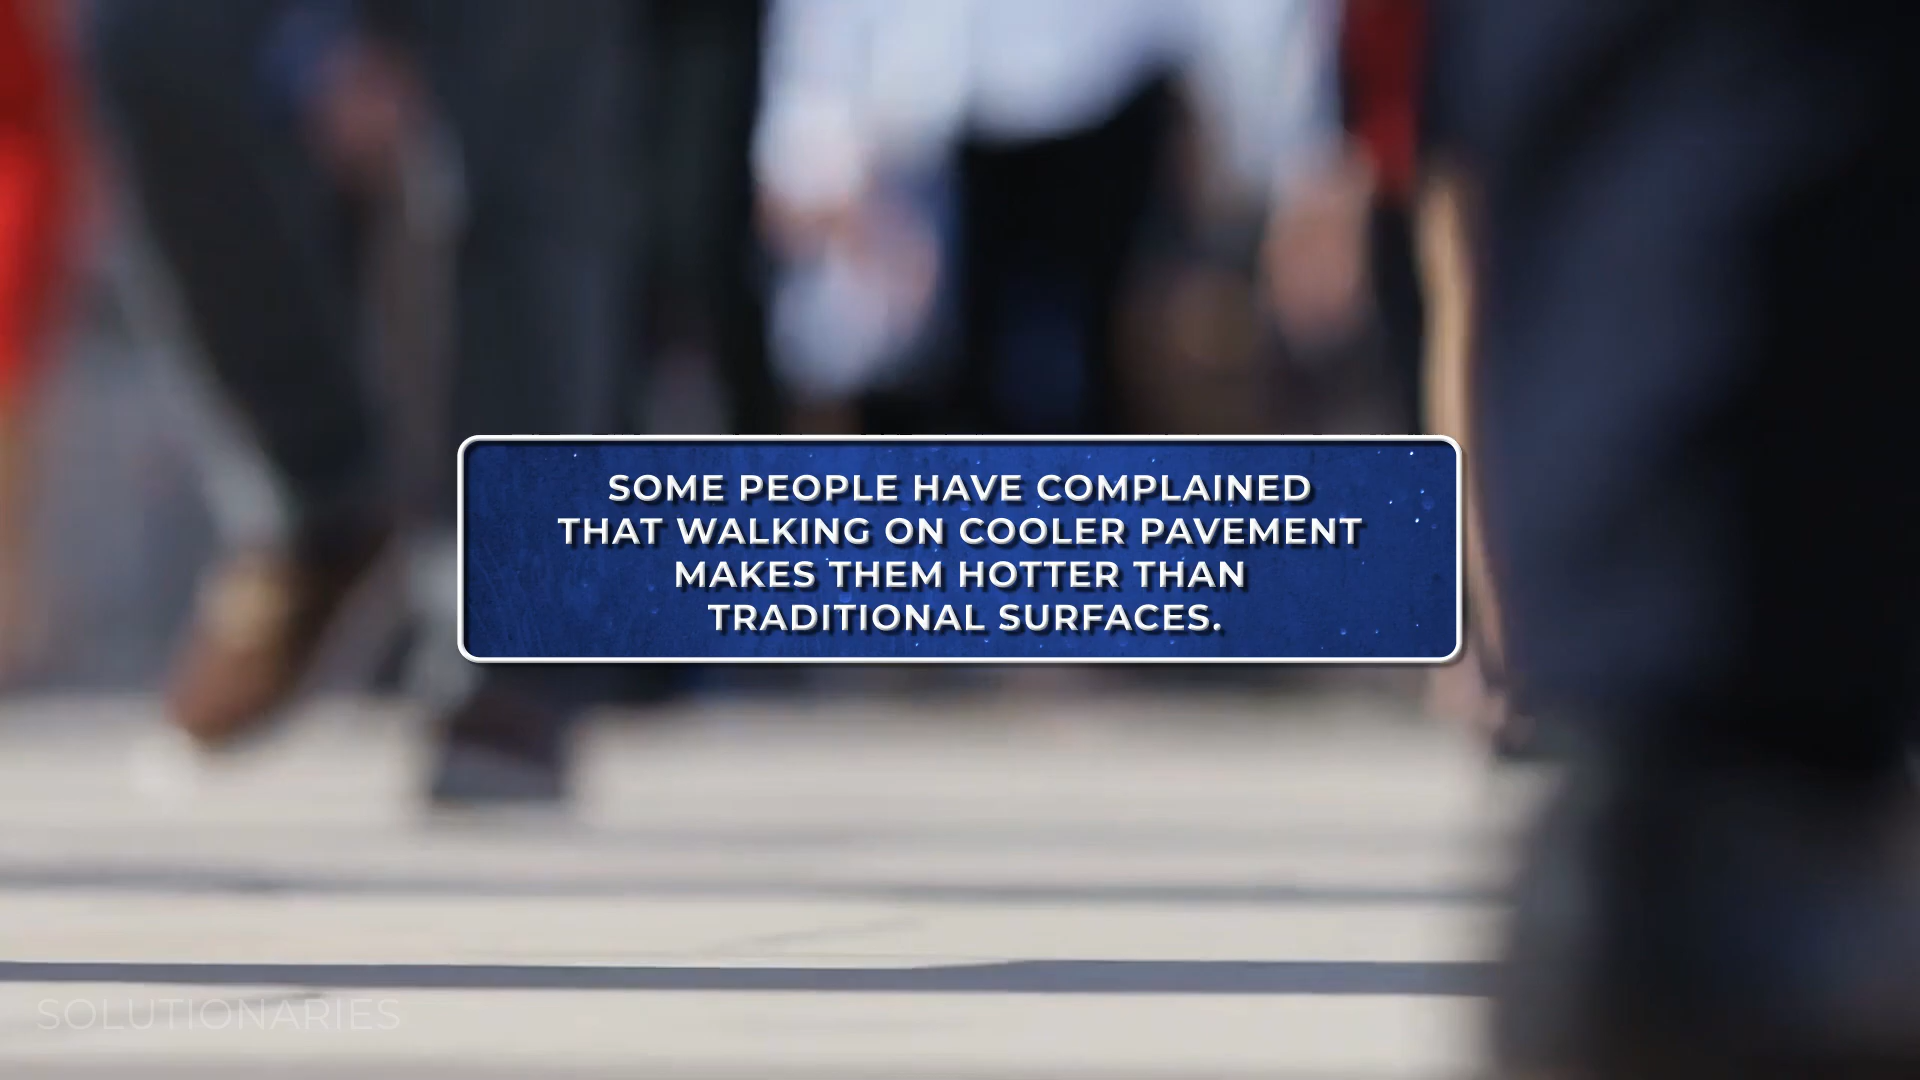 SOME PEOPLE HAVE COMPLAINED
THAT WALKING ON COOLER PAVEMENT
MAKES THEM HOTTER THAN
TRADITIONAL SURFACES.
SOLUTIONARIES